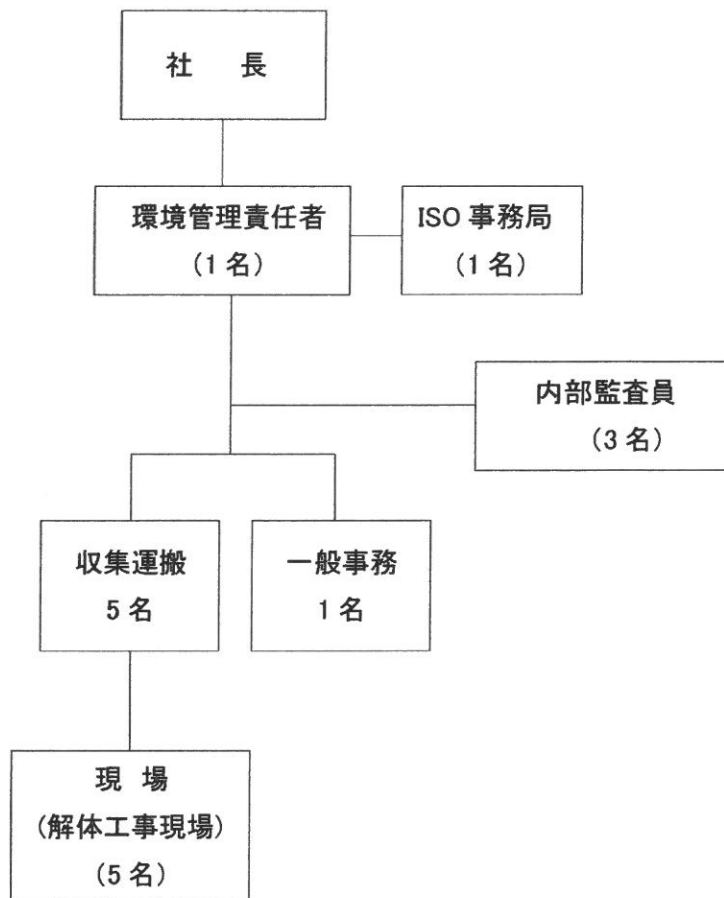 社　長
環境管理責任者
（1名）
ISO 事務局
（1名）
内部監査員
（3名）
収集運搬
5名
一般事務
1名
現 場
(解体工事現場)
（5名）